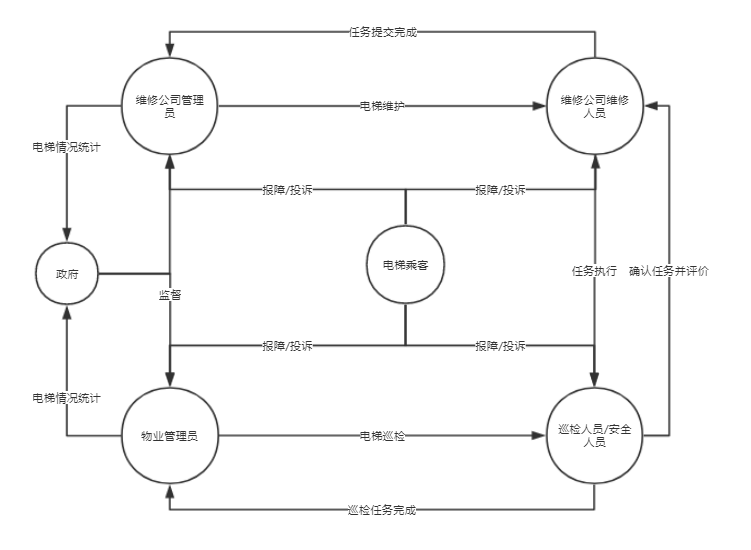 任务提交完成
维修公司管理
员
电梯维护
维修公司维修
人员
电梯情况统计
报障/投诉
报障/投诉
政府
电梯乘客
任务执行
确认任务并评价
监督
报障/投诉
报障/投诉
电梯情况统计
物业管理员
电梯巡检
巡检人员/安全
人员
巡检任务完成